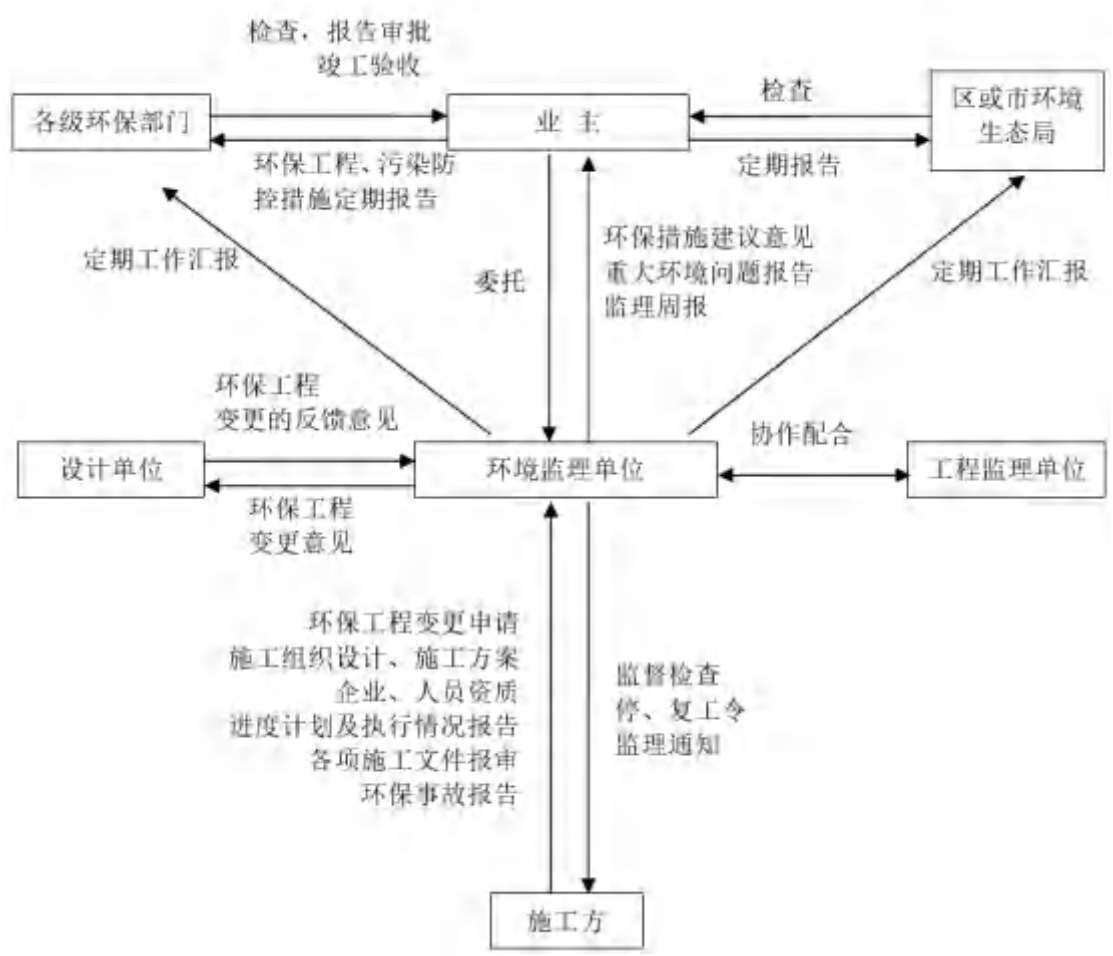 检查，报告审批
竣工验收
各级环保部门
业主
检查
区或市环境
生态局
环保工程、污染防
控措施定期报告
定期报告
定期工作汇报
委托
环保措施建议意见
重大环境问题报告
监理周报
定期工作汇报
环保工程
变更的反馈意见
设计单位
环境监理单位
协作配合
工程监理单位
环保工程
变更意见
环保工程变更申请
施工组织设计、施工方案
企业、人员资质
进度计划及执行情况报告
各项施工文件报审
环保事故报告
监督检查
停、复工令
监理通知
施工方